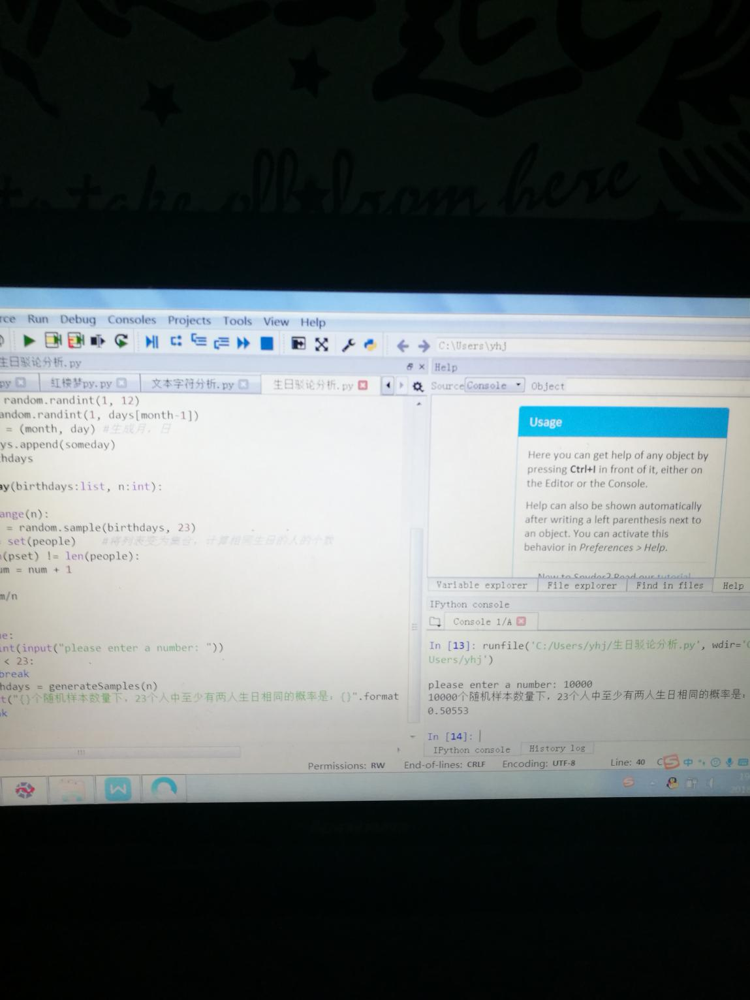 to take off from here
rce Run Debug Consoles Projects Tools View Help
C:\Users\yhj
生日驳论分析.py
Help
py
红楼梦py.py
文本字符分析.py
生日驳论分析.py
Source Console Object
random.randint(1, 12)
andom.randint(1, days[month-1])
= (month, day) #生成月，日
ys.append(someday)
hdays
ay(birthdays:list, n:int):
ange(n):
= random.sample(birthdays, 23)
set(people) #将列表变为集合，计算相同生日的人的个数
(pset) != len(people):
um = num + 1
m/n
ue:
int(input("please enter a number: "))
< 23:
break
hdays = generateSamples(n)
t("{}个随机样本数量下，23个人中至少有两人生日相同的概率是：{}".format
ak
Usage
Here you can get help of any object by
pressing Ctrl+I in front of it, either on
the Editor or the Console.
Help can also be shown automatically
after writing a left parenthesis next to
an object. You can activate this
behavior in Preferences > Help.
New to Spyder? Read our tutorial
Variable explorer File explorer Find in files Help
IPython console
Console 1/A
In [13]: runfile('C:/Users/yhj/生日驳论分析.py', wdir='C
Users/yhj')
please enter a number: 10000
10000个随机样本数量下，23个人中至少有两人生日相同的概率是：
0.50553
In [14]:
IPython console History log
Permissions: RW End-of-lines: CRLF Encoding: UTF-8 Line: 40 C
中